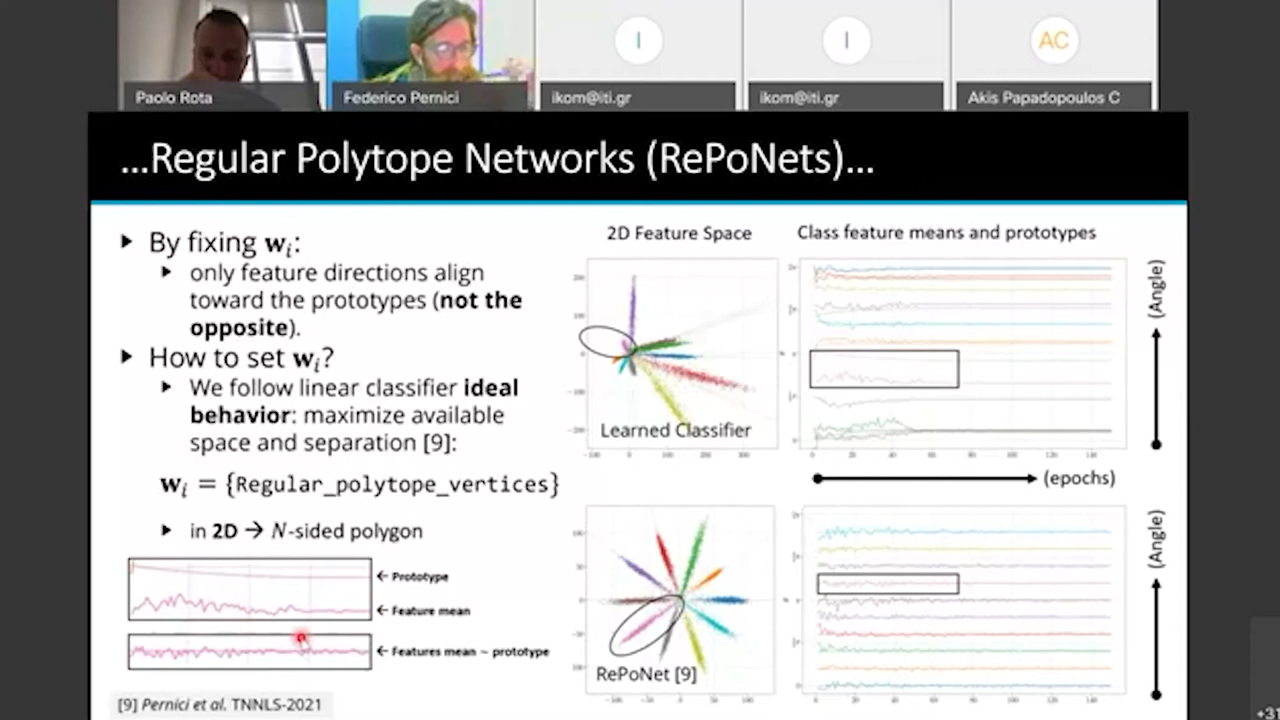 I
I
AC
Paolo Rota
Federico Pernici
ikom@iti.gr
ikom@iti.gr
Akis Papadopoulos C
...Regular Polytope Networks (RePoNets)...
By fixing wᵢ:
only feature directions align
toward the prototypes (not the
opposite).
How to set wᵢ?
We follow linear classifier ideal
behavior: maximize available
space and separation [9]:
wᵢ = {Regular_polytope_vertices}
in 2D → N-sided polygon
← Prototype
← Feature mean
← Features mean ~ prototype
[9] Pernici et al. TNNLS-2021
2D Feature Space
Class feature means and prototypes
Learned Classifier
(Angle)
(epochs)
RePoNet [9]
(Angle)